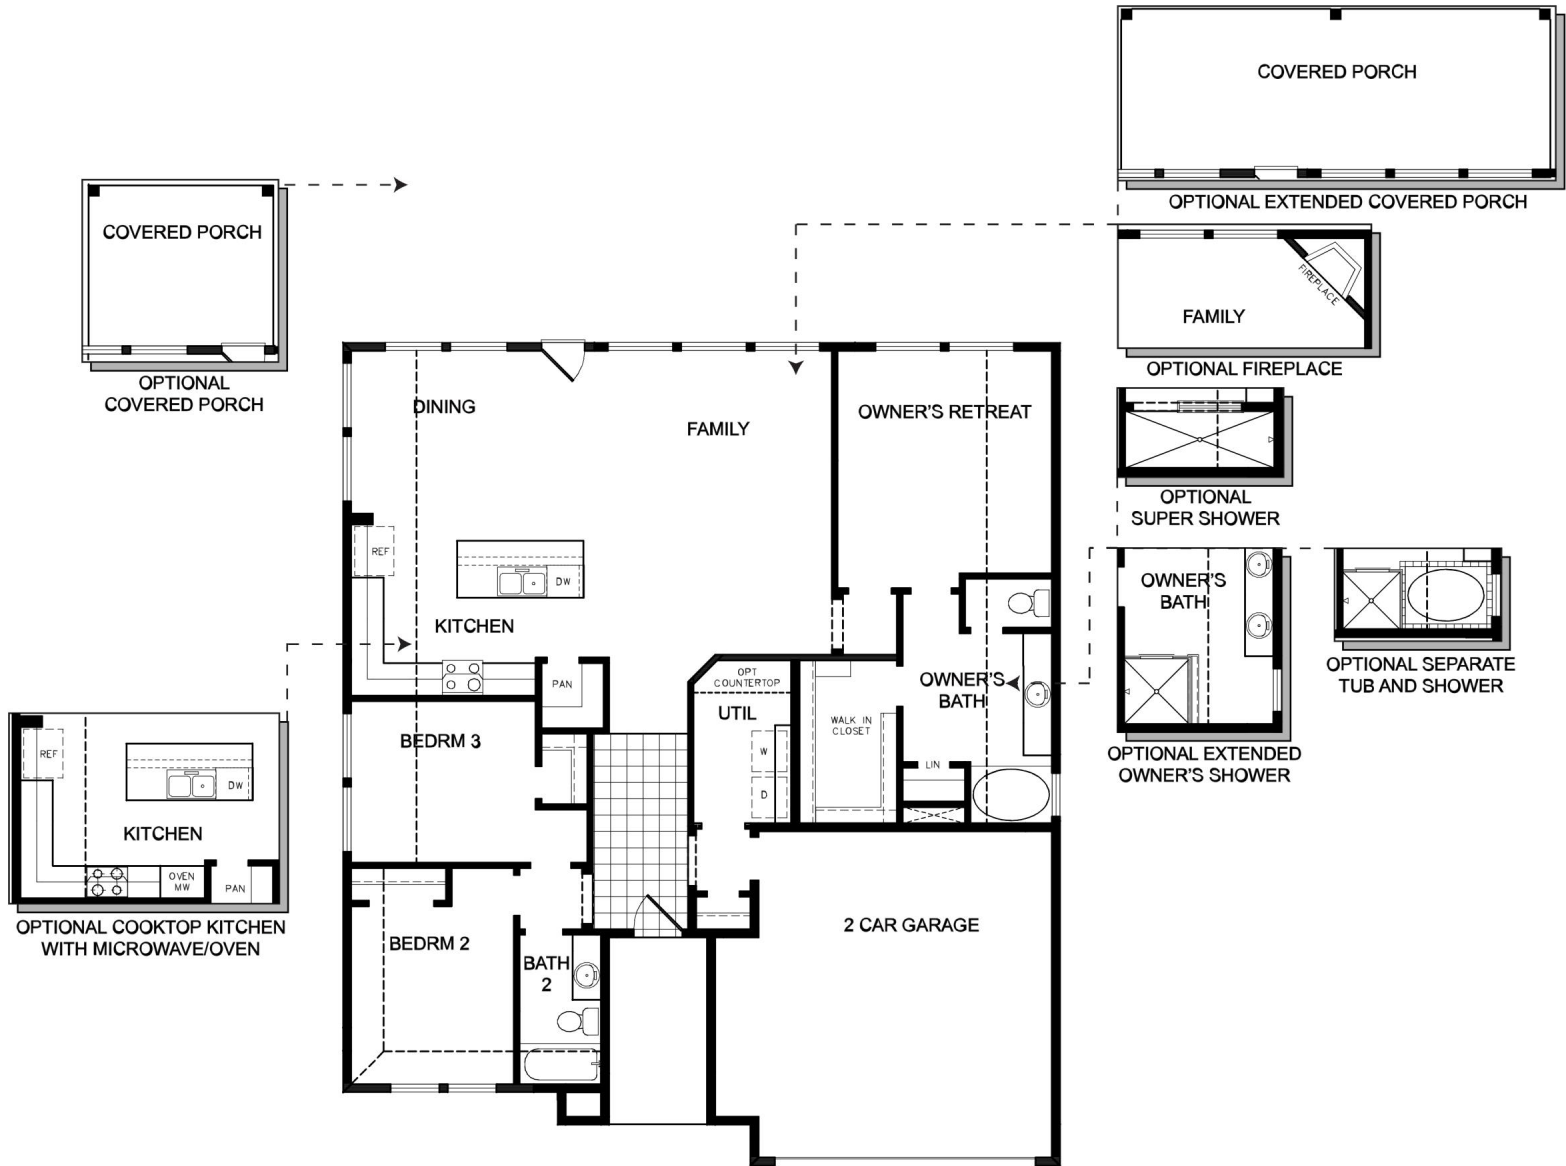 COVERED PORCH
OPTIONAL EXTENDED COVERED PORCH
COVERED PORCH
OPTIONAL
COVERED PORCH
FIREPLACE
FAMILY
OPTIONAL FIREPLACE
DINING
FAMILY
OWNER'S RETREAT
OPTIONAL
SUPER SHOWER
REF
DW
KITCHEN
OWNER'S
BATH
OPTIONAL SEPARATE
TUB AND SHOWER
OPTIONAL EXTENDED
OWNER'S SHOWER
PAN
OPT
COUNTERTOP
UTIL
OWNER'S
BATH
WALK IN
CLOSET
W
D
LIN
BEDRM 3
REF
DW
KITCHEN
OVEN
MW
PAN
OPTIONAL COOKTOP KITCHEN
WITH MICROWAVE/OVEN
BEDRM 2
BATH
2
2 CAR GARAGE